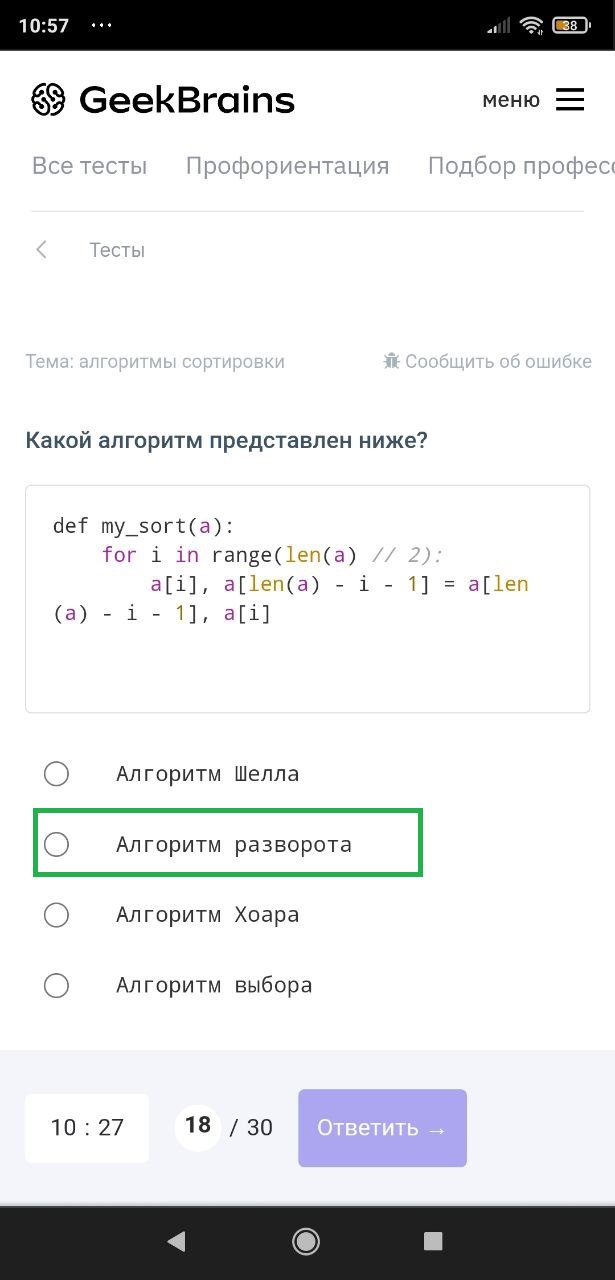 10:57 ... 38
GeekBrains меню
Все тесты Профориентация Подбор профес
Тесты
Тема: алгоритмы сортировки Сообщить об ошибке
Какой алгоритм представлен ниже?
def my_sort(a):
    for i in range(len(a) // 2):
        a[i], a[len(a) - i - 1] = a[len
(a) - i - 1], a[i]
Алгоритм Шелла
Алгоритм разворота
Алгоритм Хоара
Алгоритм выбора
10 : 27 18 / 30 Ответить →